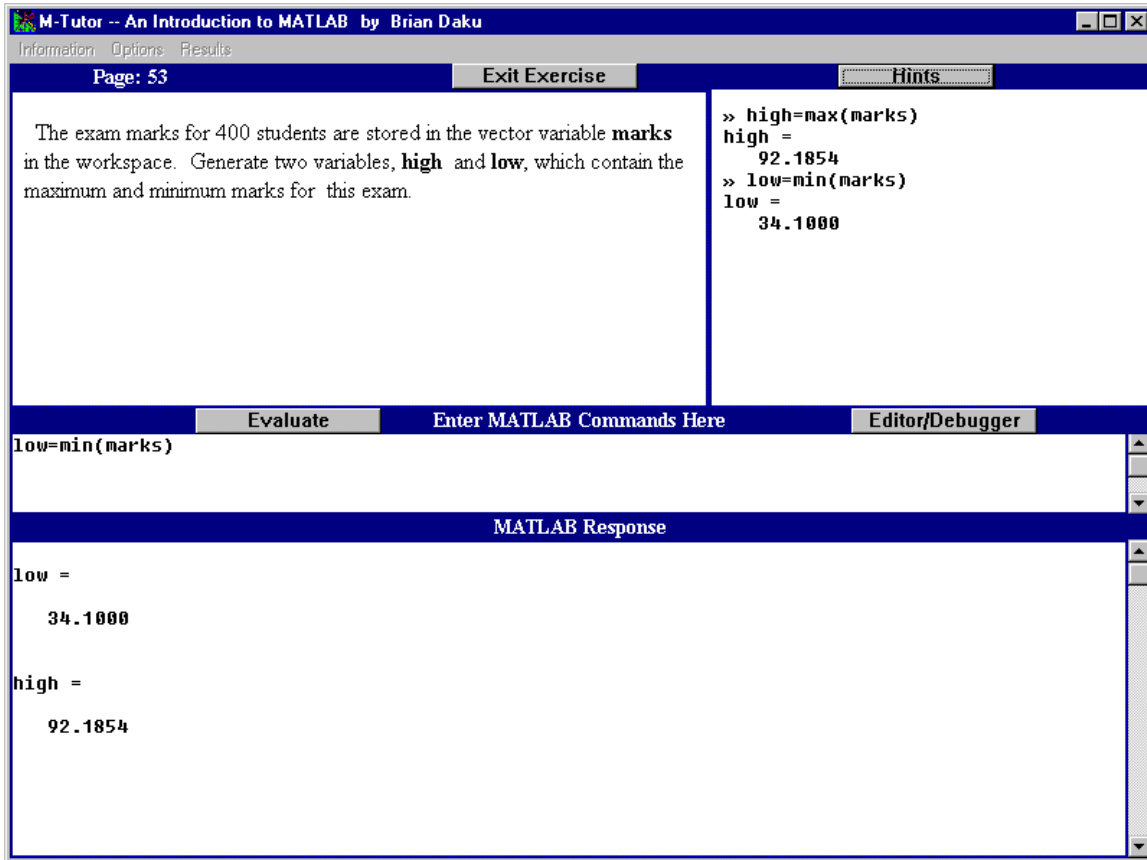 M-Tutor -- An Introduction to MATLAB by Brian Daku
Information Options Results
Page: 53
Exit Exercise
Hints
The exam marks for 400 students are stored in the vector variable marks
in the workspace. Generate two variables, high and low, which contain the
maximum and minimum marks for this exam.
» high=max(marks)
high =
92.1854
» low=min(marks)
low =
34.1000
Evaluate
Enter MATLAB Commands Here
Editor/Debugger
low=min(marks)
MATLAB Response
low =
34.1000
high =
92.1854